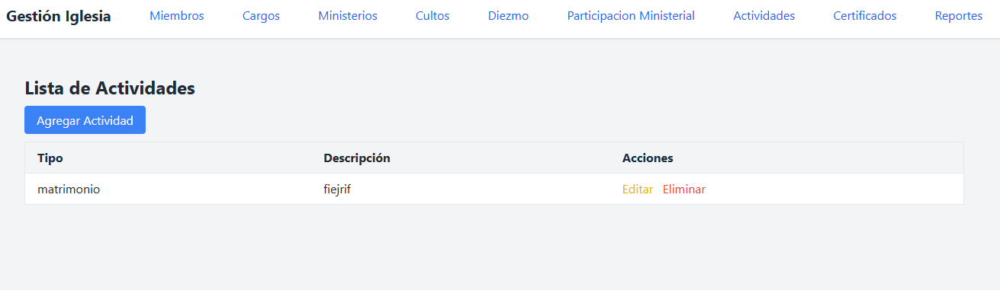 Gestión Iglesia Miembros Cargos Ministerios Cultos Diezmo Participacion Ministerial Actividades Certificados Reportes
Lista de Actividades
Agregar Actividad
Tipo Descripción Acciones
matrimonio fiejrif Editar Eliminar